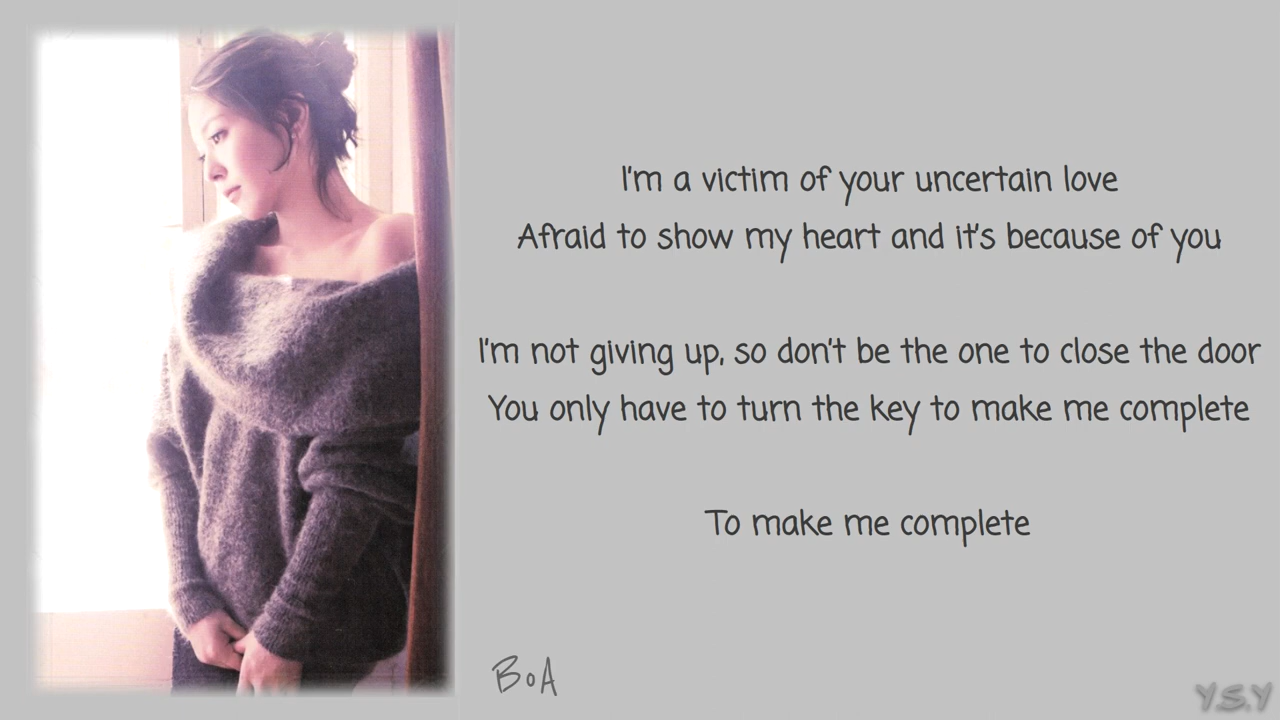 I'm a victim of your uncertain love
Afraid to show my heart and it's because of you
I'm not giving up, so don't be the one to close the door
You only have to turn the key to make me complete
To make me complete
BoA
Y.S.Y